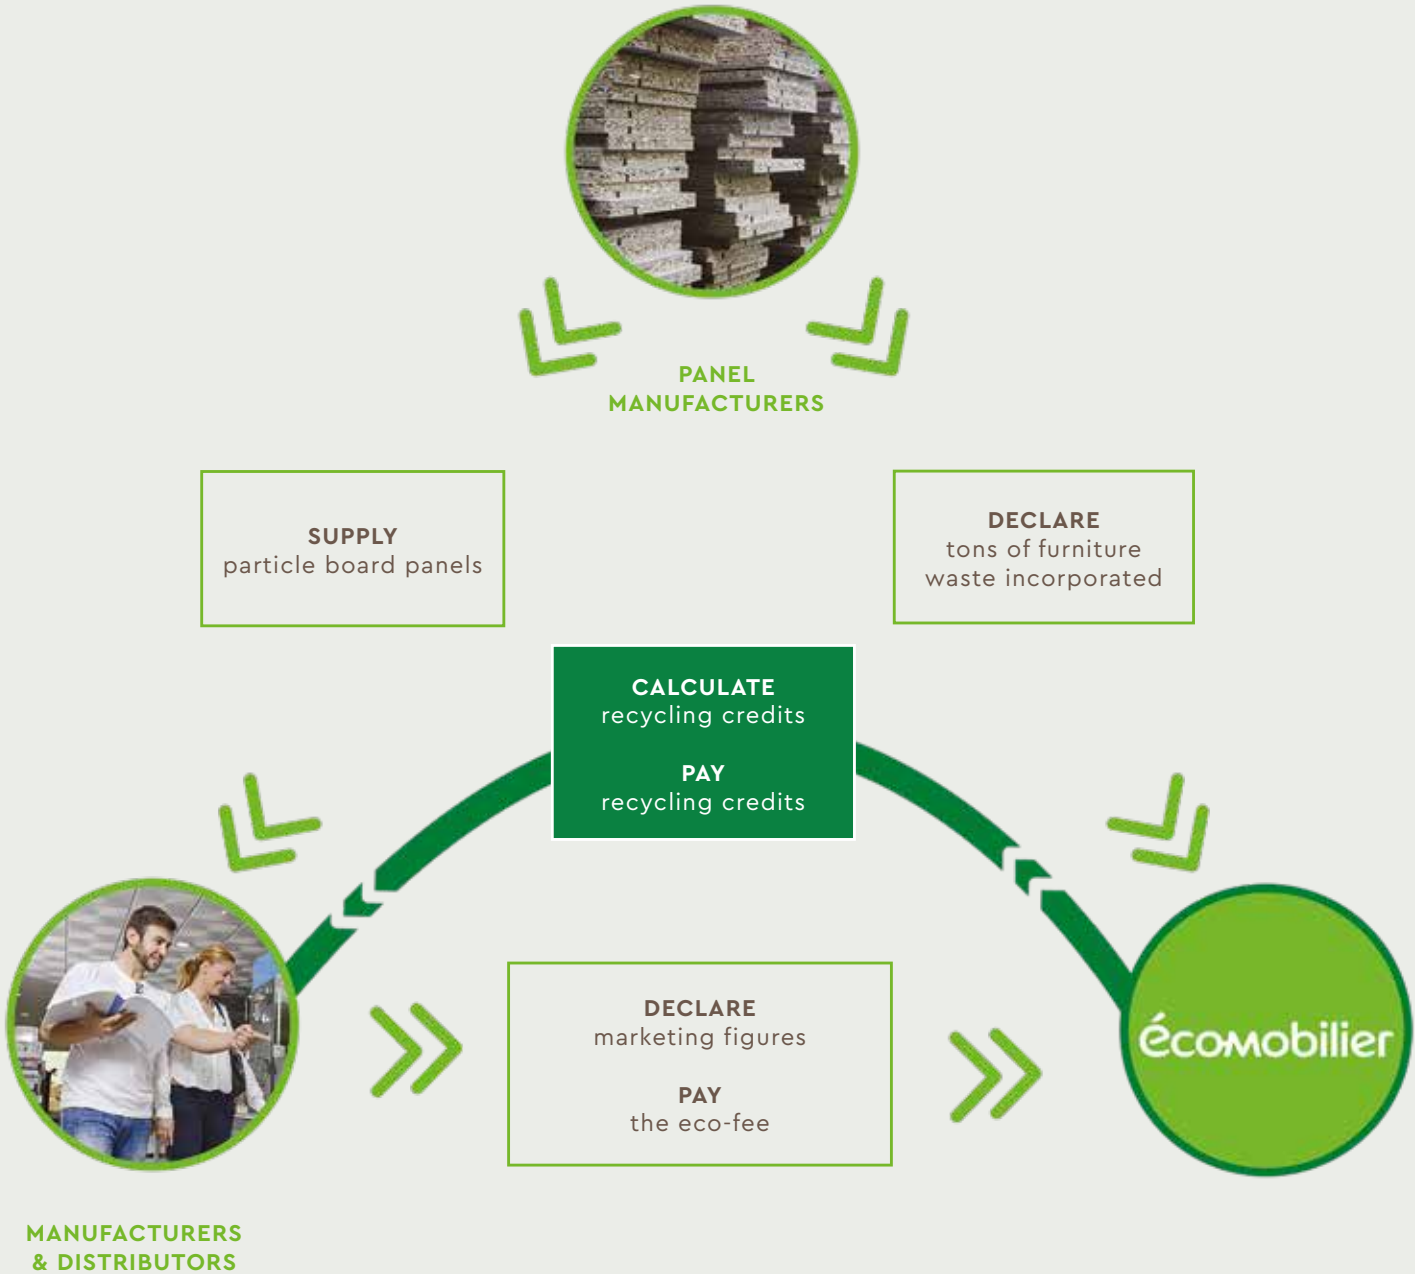 PANEL
MANUFACTURERS
SUPPLY
particle board panels
DECLARE
tons of furniture
waste incorporated
CALCULATE
recycling credits
PAY
recycling credits
DECLARE
marketing figures
PAY
the eco-fee
écomobilier
MANUFACTURERS
& DISTRIBUTORS